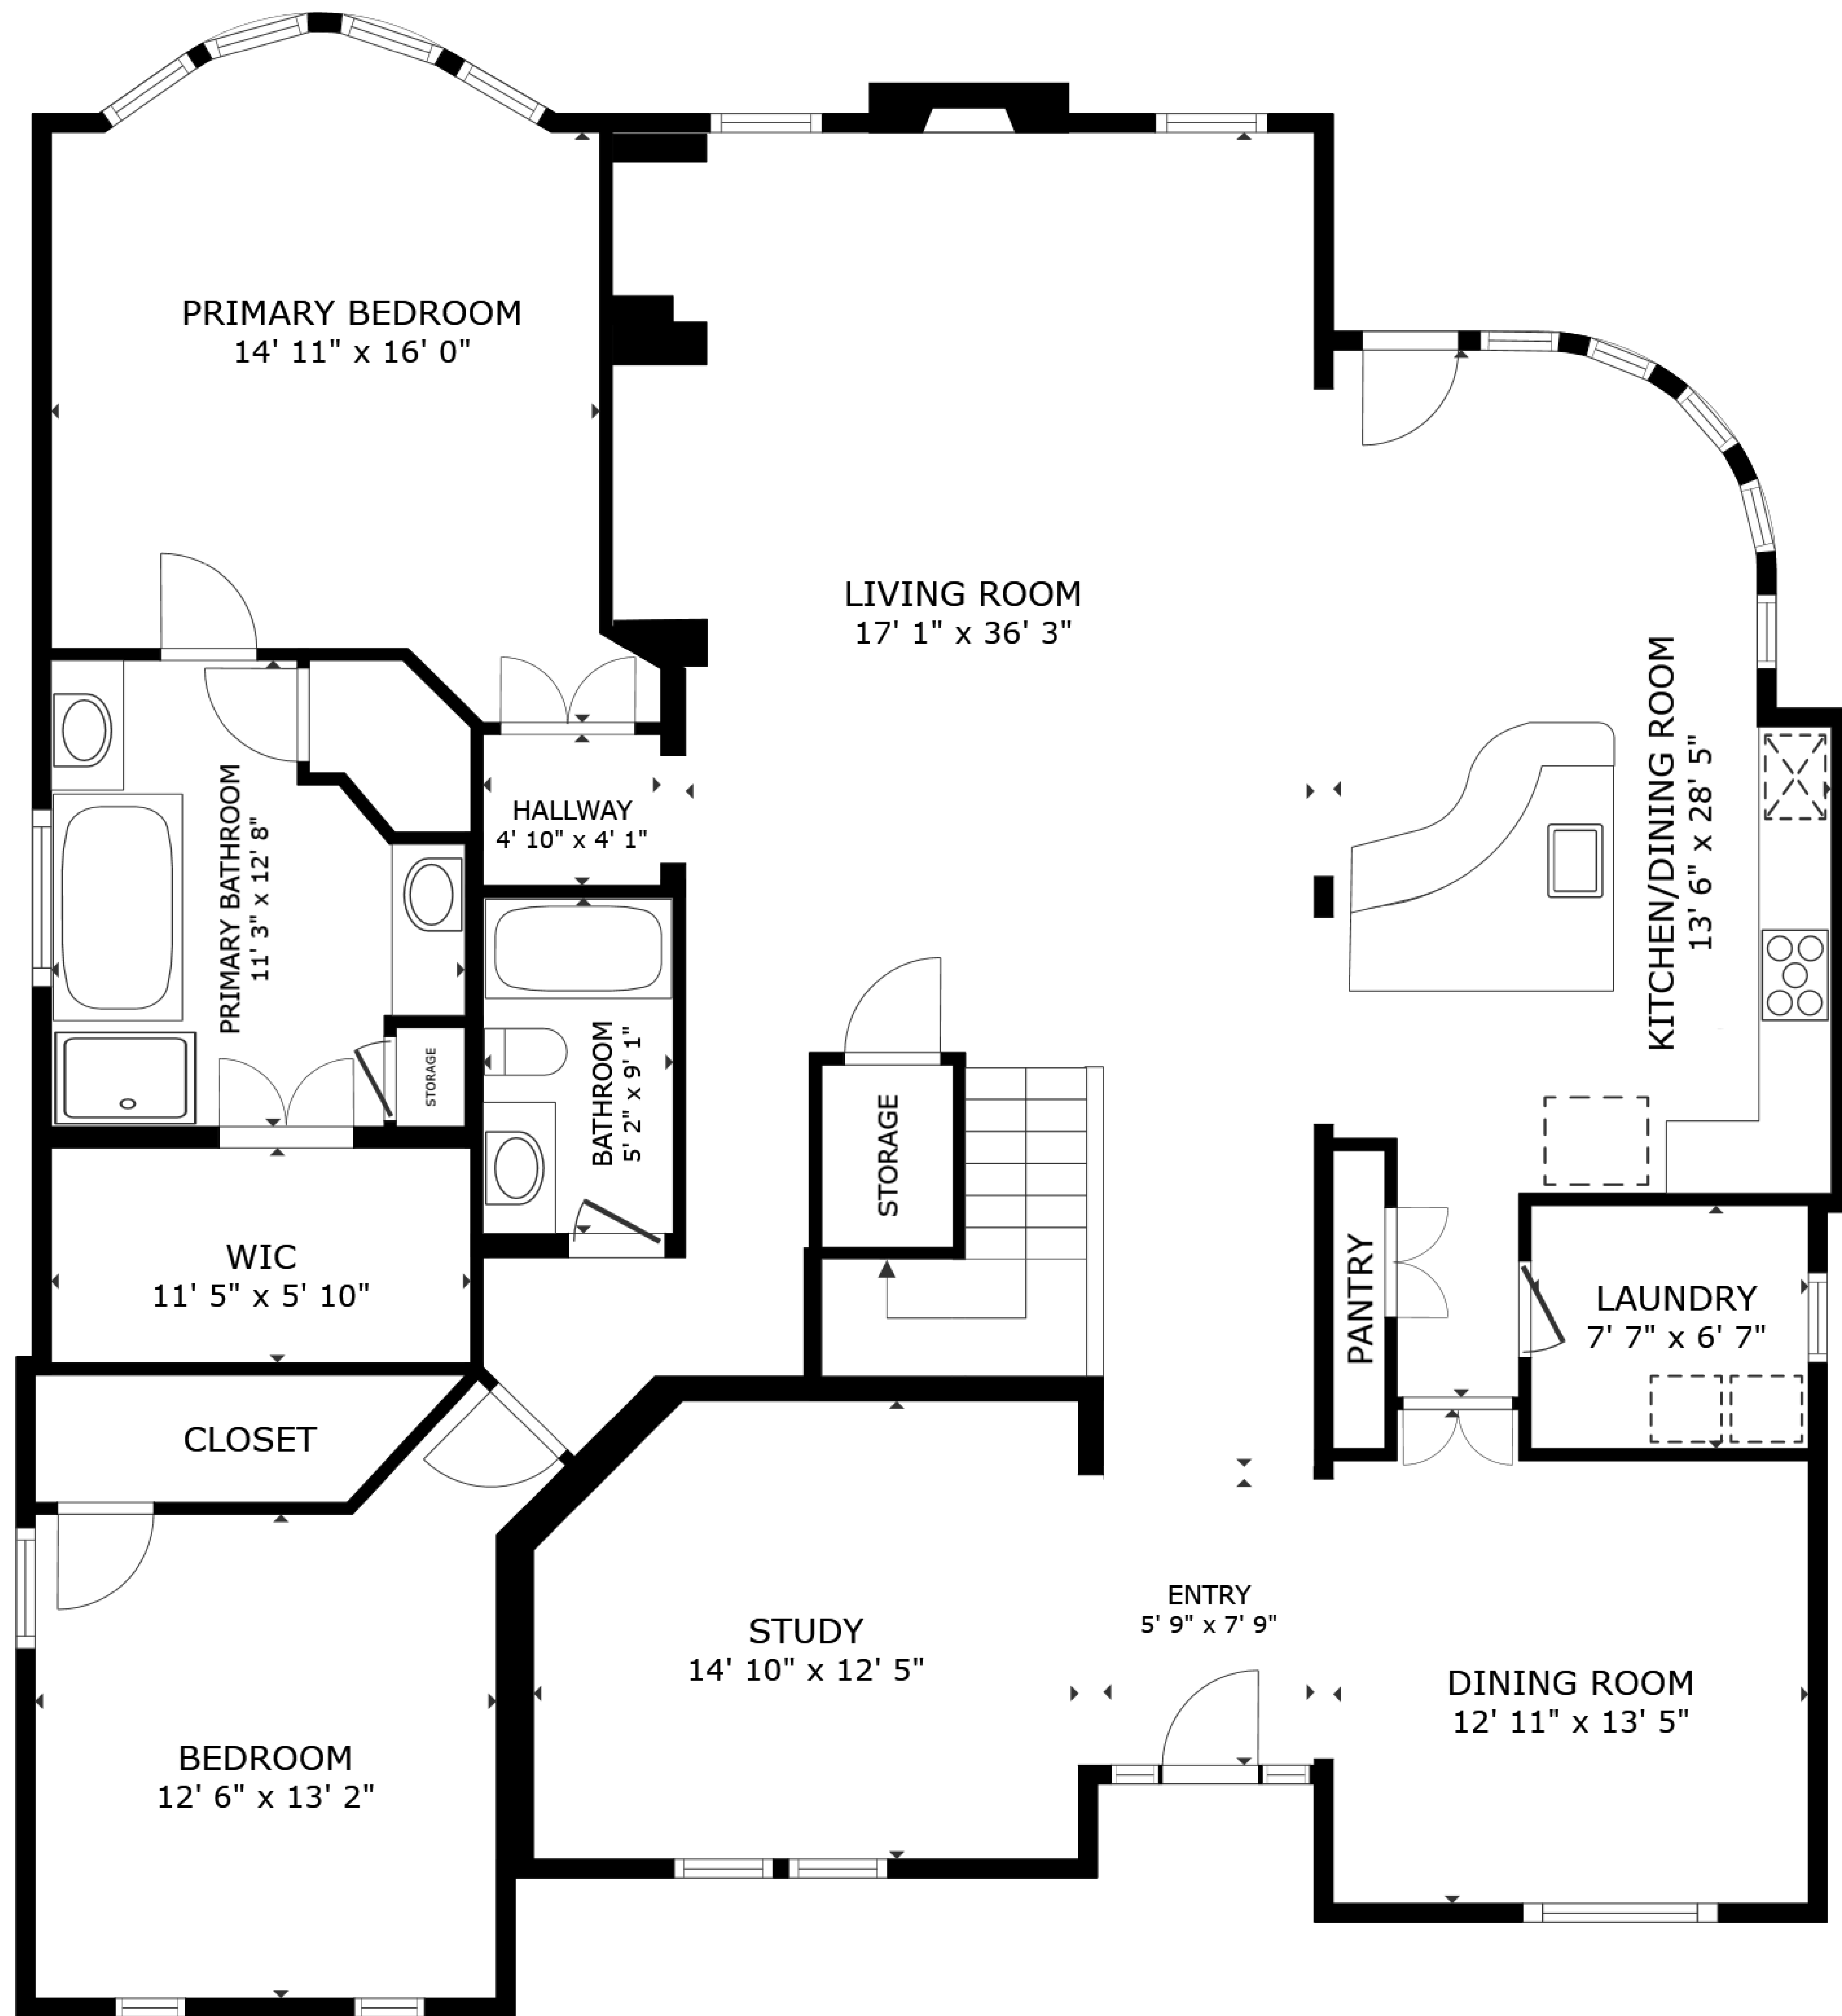 PRIMARY BEDROOM
14' 11" x 16' 0"
LIVING ROOM
17' 1" x 36' 3"
KITCHEN/DINING ROOM
13' 6" x 28' 5"
PRIMARY BATHROOM
11' 3" x 12' 8"
HALLWAY
4' 10" x 4' 1"
STORAGE
BATHROOM
5' 2" x 9' 1"
STORAGE
WIC
11' 5" x 5' 10"
PANTRY
LAUNDRY
7' 7" x 6' 7"
CLOSET
ENTRY
5' 9" x 7' 9"
STUDY
14' 10" x 12' 5"
DINING ROOM
12' 11" x 13' 5"
BEDROOM
12' 6" x 13' 2"